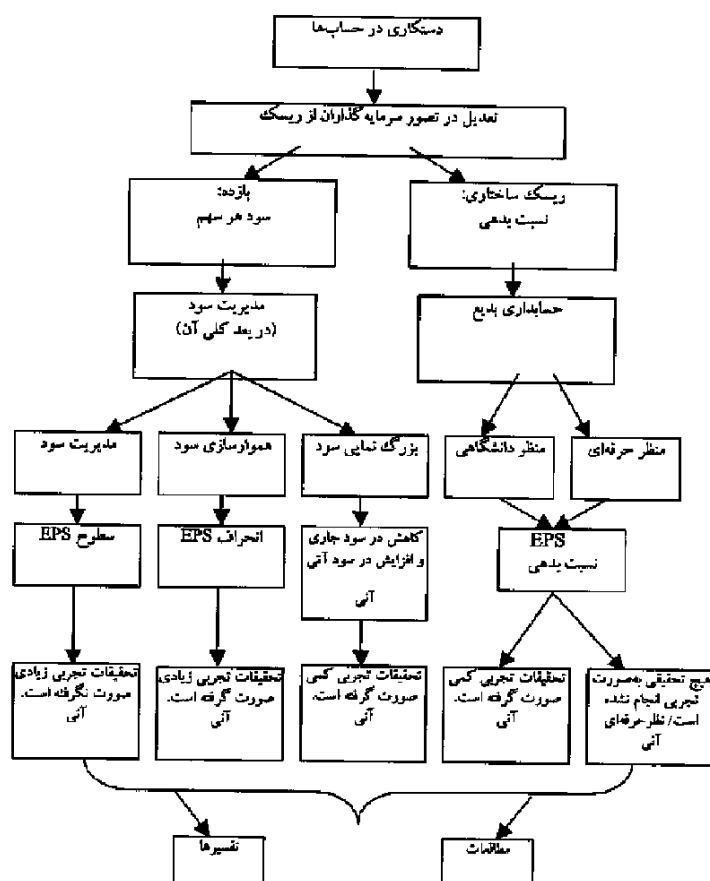 دستکاری در حساب‌ها
تعدیل در تصور سرمایه‌گذاران از ریسک
ریسک ساختاری:
نسبت بدهی
بازده:
سود هر سهم
حسابداری بدیع
مدیریت سود
(در بعد کلی آن)
منظر حرفه‌ای
منظر دانشگاهی
بزرگ نمایی سود
هموارسازی سود
مدیریت سود
EPS
نسبت بدهی
کاهش در سود جاری
و افزایش در سود آتی
آتی
انحراف EPS
سطوح EPS
هیچ تحقیقی به‌صورت
تجربی انجام نشده
است/ نظر حرفه‌ای
آتی
تحقیقات تجربی کمی
صورت گرفته است.
آتی
تحقیقات تجربی کمی
صورت گرفته است.
آتی
تحقیقات تجربی زیادی
صورت گرفته است.
آتی
تحقیقات تجربی زیادی
صورت نگرفته است.
آتی
مطالعات
تفسیرها